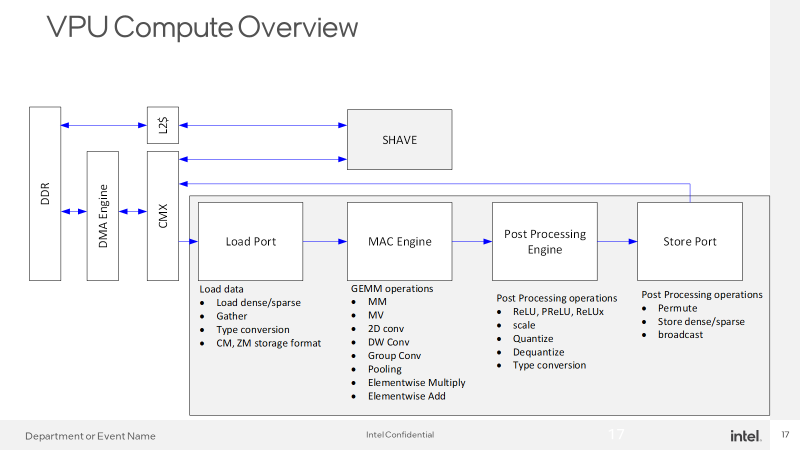 VPU Compute Overview
DDR
DMA Engine
L2$
CMX
SHAVE
Load Port
MAC Engine
Post Processing
Engine
Store Port
Load data
• Load dense/sparse
• Gather
• Type conversion
• CM, ZM storage format
GEMM operations
• MM
• MV
• 2D conv
• DW Conv
• Group Conv
• Pooling
• Elementwise Multiply
• Elementwise Add
Post Processing operations
• ReLU, PReLU, ReLUx
• scale
• Quantize
• Dequantize
• Type conversion
Post Processing operations
• Permute
• Store dense/sparse
• broadcast
Department or Event Name
Intel Confidential
17
intel.
17